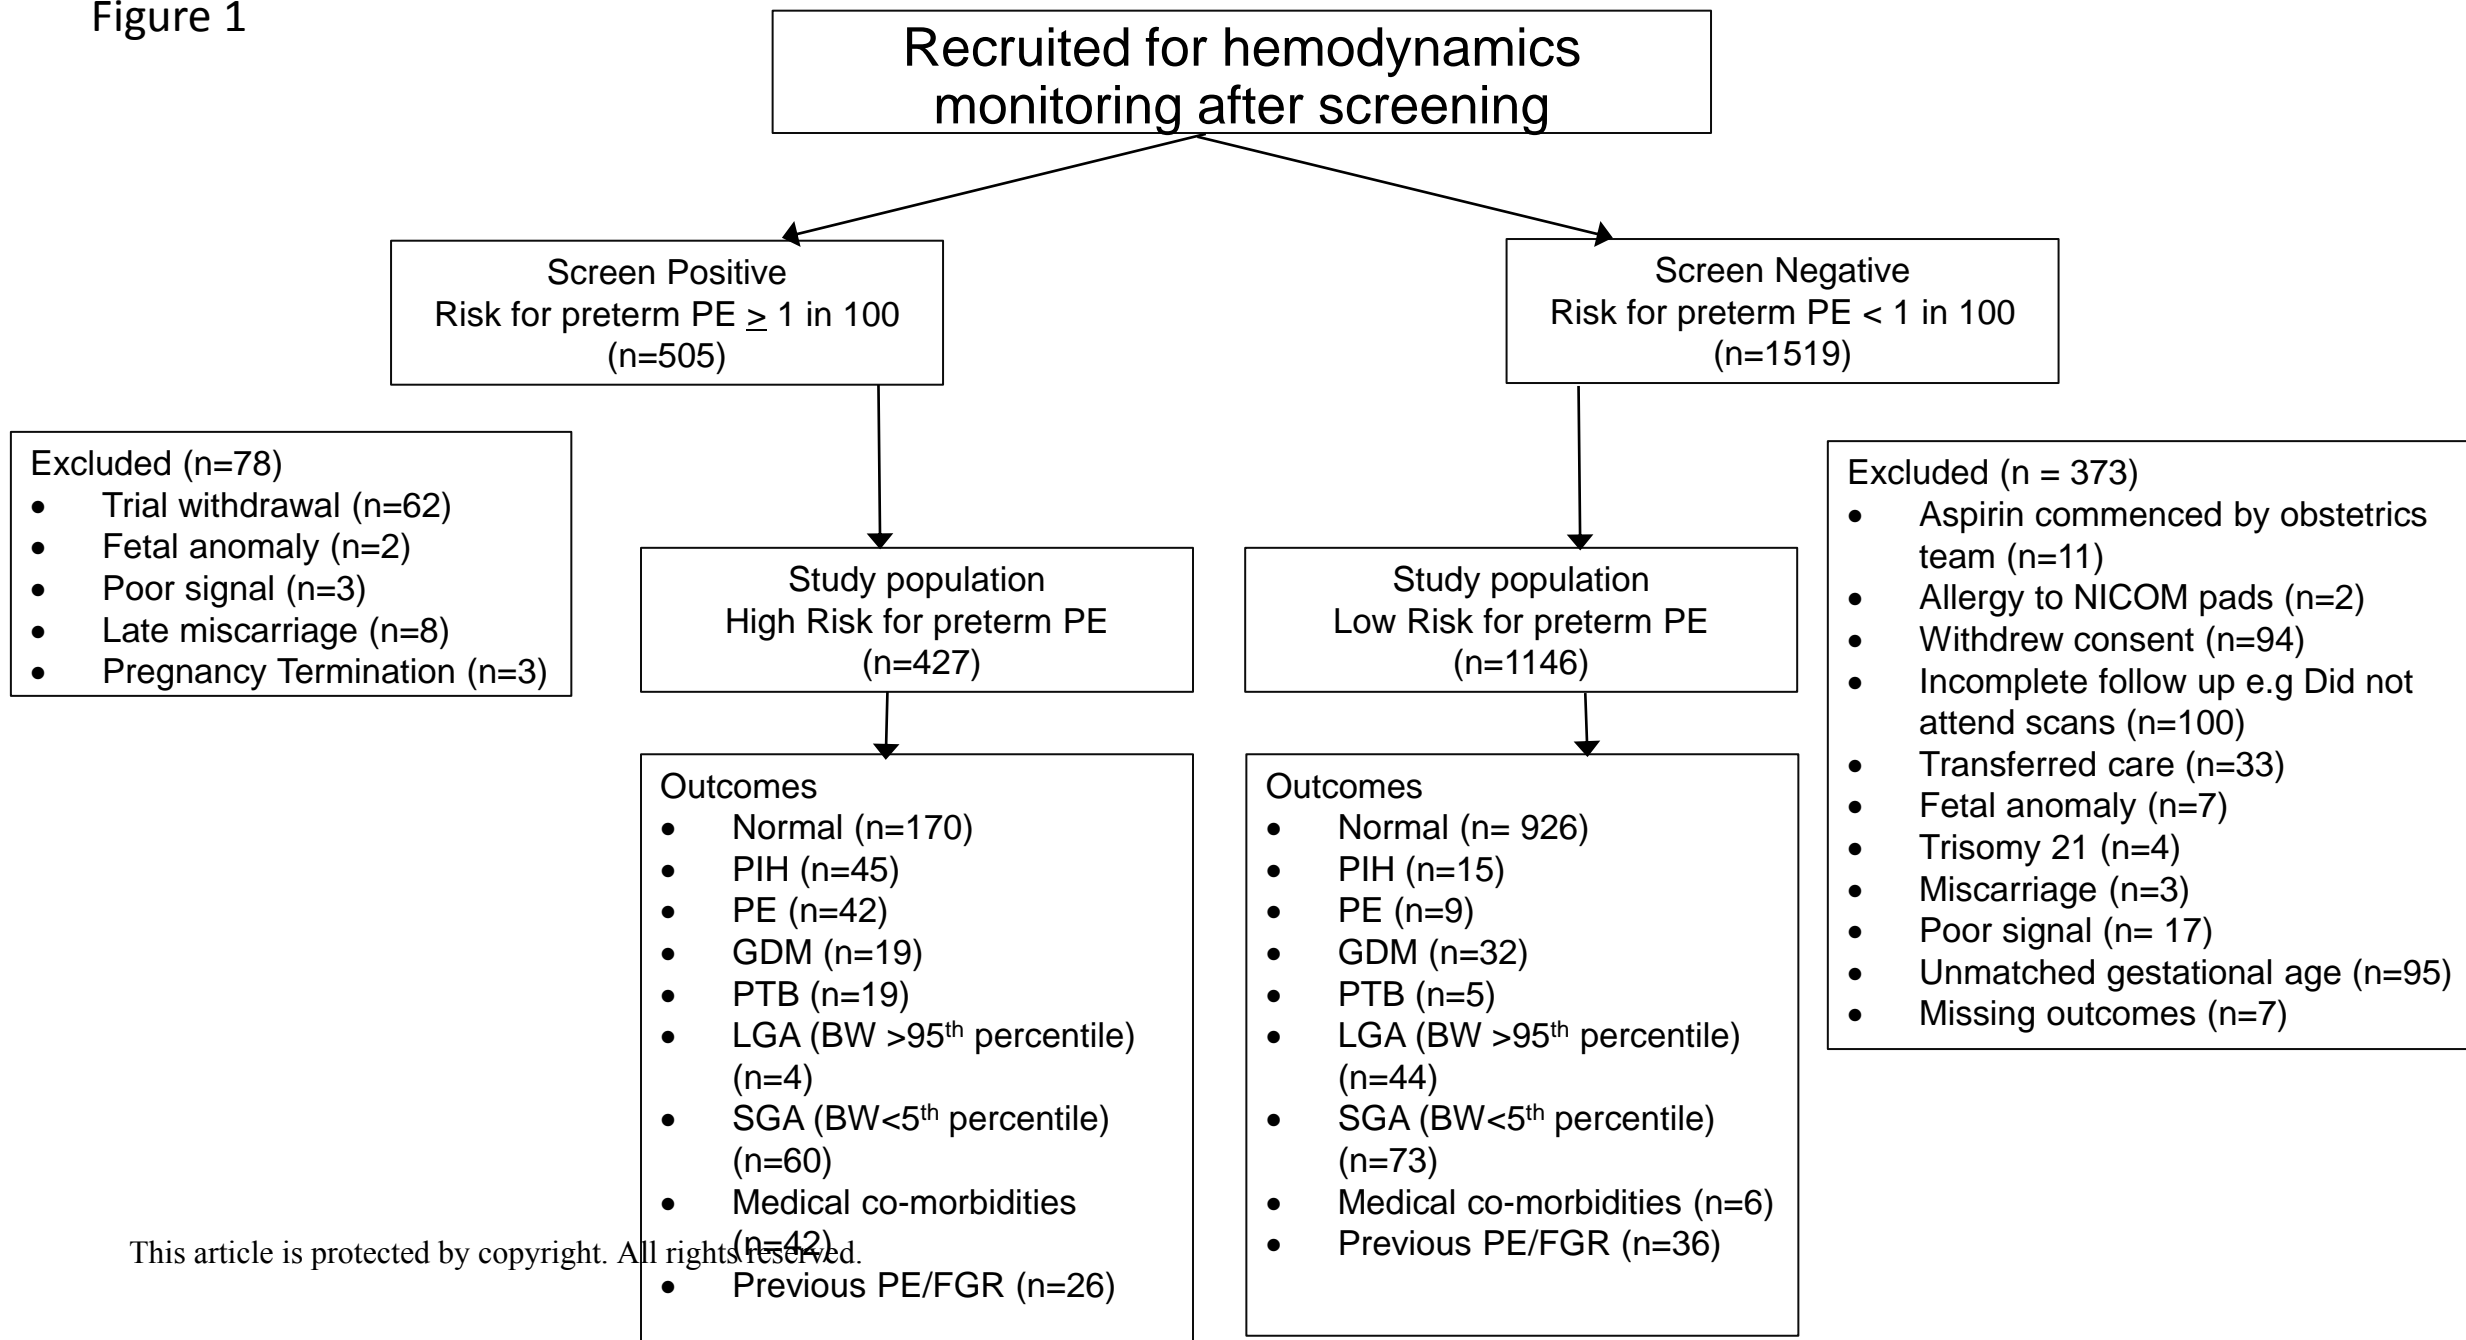 Figure 1
Recruited for hemodynamics
monitoring after screening
Screen Positive
Risk for preterm PE ≥ 1 in 100
(n=505)
Screen Negative
Risk for preterm PE < 1 in 100
(n=1519)
Excluded (n=78)
• Trial withdrawal (n=62)
• Fetal anomaly (n=2)
• Poor signal (n=3)
• Late miscarriage (n=8)
• Pregnancy Termination (n=3)
Study population
High Risk for preterm PE
(n=427)
Study population
Low Risk for preterm PE
(n=1146)
Excluded (n = 373)
• Aspirin commenced by obstetrics
team (n=11)
• Allergy to NICOM pads (n=2)
• Withdrew consent (n=94)
• Incomplete follow up e.g Did not
attend scans (n=100)
• Transferred care (n=33)
• Fetal anomaly (n=7)
• Trisomy 21 (n=4)
• Miscarriage (n=3)
• Poor signal (n= 17)
• Unmatched gestational age (n=95)
• Missing outcomes (n=7)
Outcomes
• Normal (n=170)
• PIH (n=45)
• PE (n=42)
• GDM (n=19)
• PTB (n=19)
• LGA (BW >95th percentile)
(n=4)
• SGA (BW<5th percentile)
(n=60)
• Medical co-morbidities
(n=42)
• Previous PE/FGR (n=26)
Outcomes
• Normal (n= 926)
• PIH (n=15)
• PE (n=9)
• GDM (n=32)
• PTB (n=5)
• LGA (BW >95th percentile)
(n=44)
• SGA (BW<5th percentile)
(n=73)
• Medical co-morbidities (n=6)
• Previous PE/FGR (n=36)
This article is protected by copyright. All rights reserved.